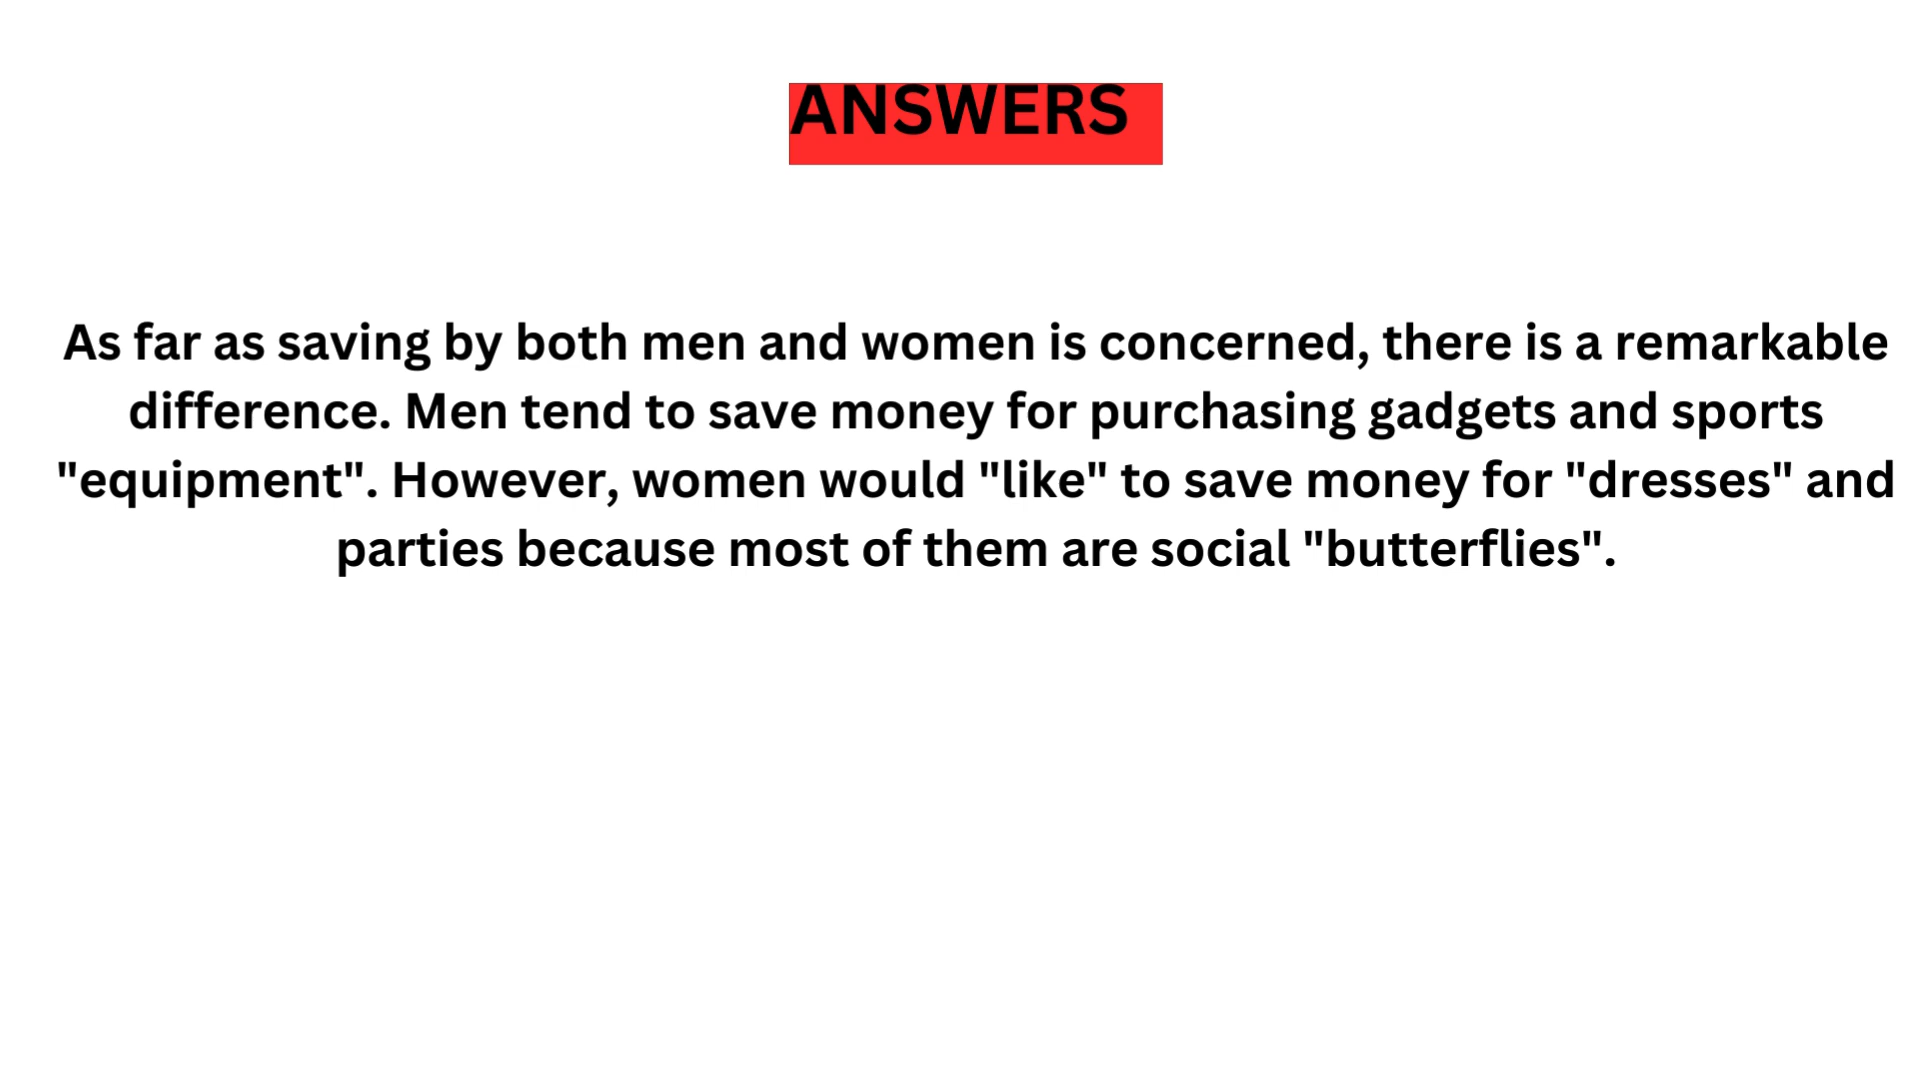 ANSWERS
As far as saving by both men and women is concerned, there is a remarkable
difference. Men tend to save money for purchasing gadgets and sports
"equipment". However, women would "like" to save money for "dresses" and
parties because most of them are social "butterflies".